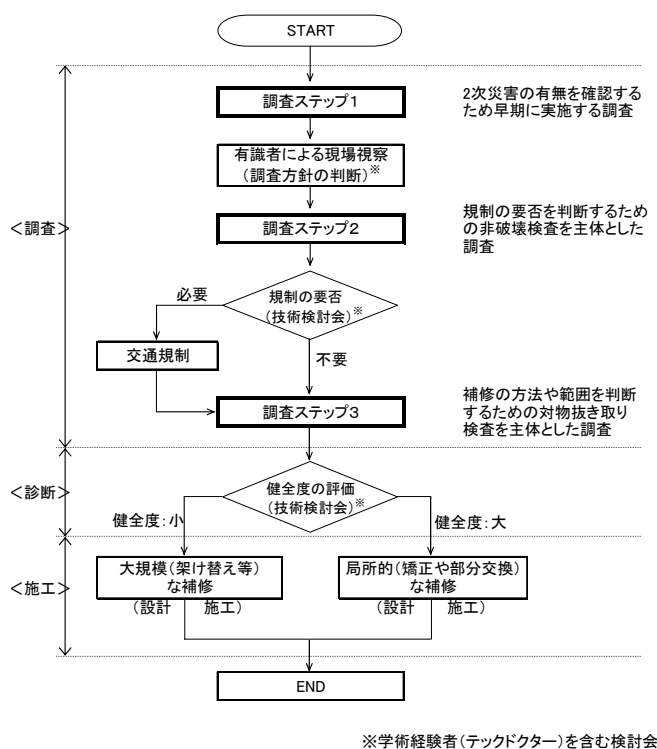 START
調査ステップ1
2次災害の有無を確認する
ため早期に実施する調査
有識者による現場視察
(調査方針の判断)※
<調査>
調査ステップ2
規制の要否を判断するため
の非破壊検査を主体とした
調査
必要
規制の要否
(技術検討会)※
交通規制
不要
調査ステップ3
補修の方法や範囲を判断
するための対物抜き取り
検査を主体とした調査
<診断>
健全度の評価
(技術検討会)※
健全度:小
健全度:大
<施工>
大規模(架け替え等)
な補修
(設計 施工)
局所的(矯正や部分交換)
な補修
(設計 施工)
END
※学術経験者(テックドクター)を含む検討会